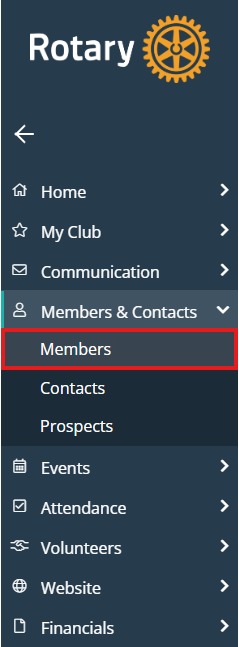 Rotary
Home
My Club
Communication
Members & Contacts
Members
Contacts
Prospects
Events
Attendance
Volunteers
Website
Financials